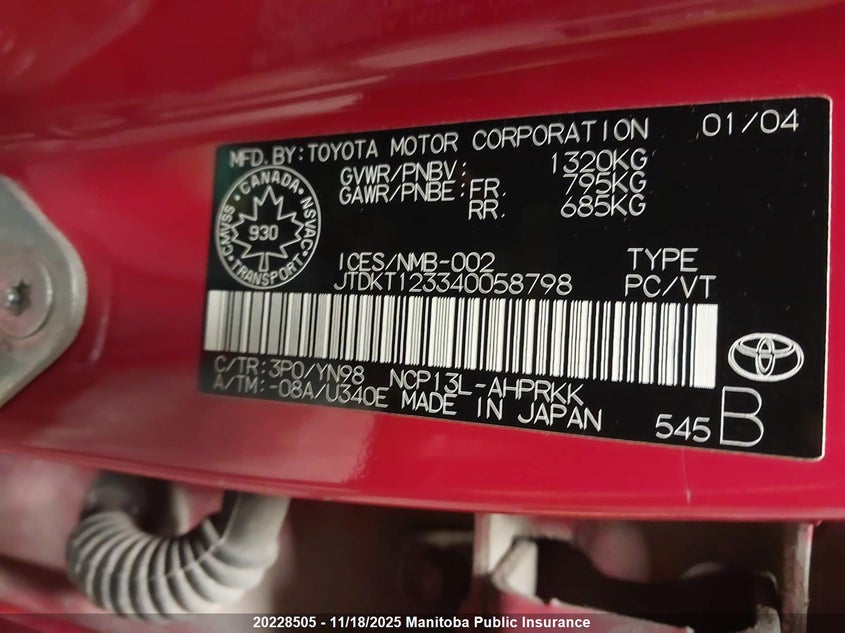 MFD. BY: TOYOTA MOTOR CORPORATION 01/04
GVWR/PNBV: 1320KG
GAWR/PNBE: FR. 795KG
RR. 685KG
CANADA
CMVSS 930 NSVAC
TRANSPORT
ICES/NMB-002 TYPE
JTDKT123340058798 PC/VT
C/TR: 3P0/YN98 NCP13L-AHPRKK
A/TM: -08A/U340E MADE IN JAPAN
545 B
20228505 - 11/18/2025 Manitoba Public Insurance